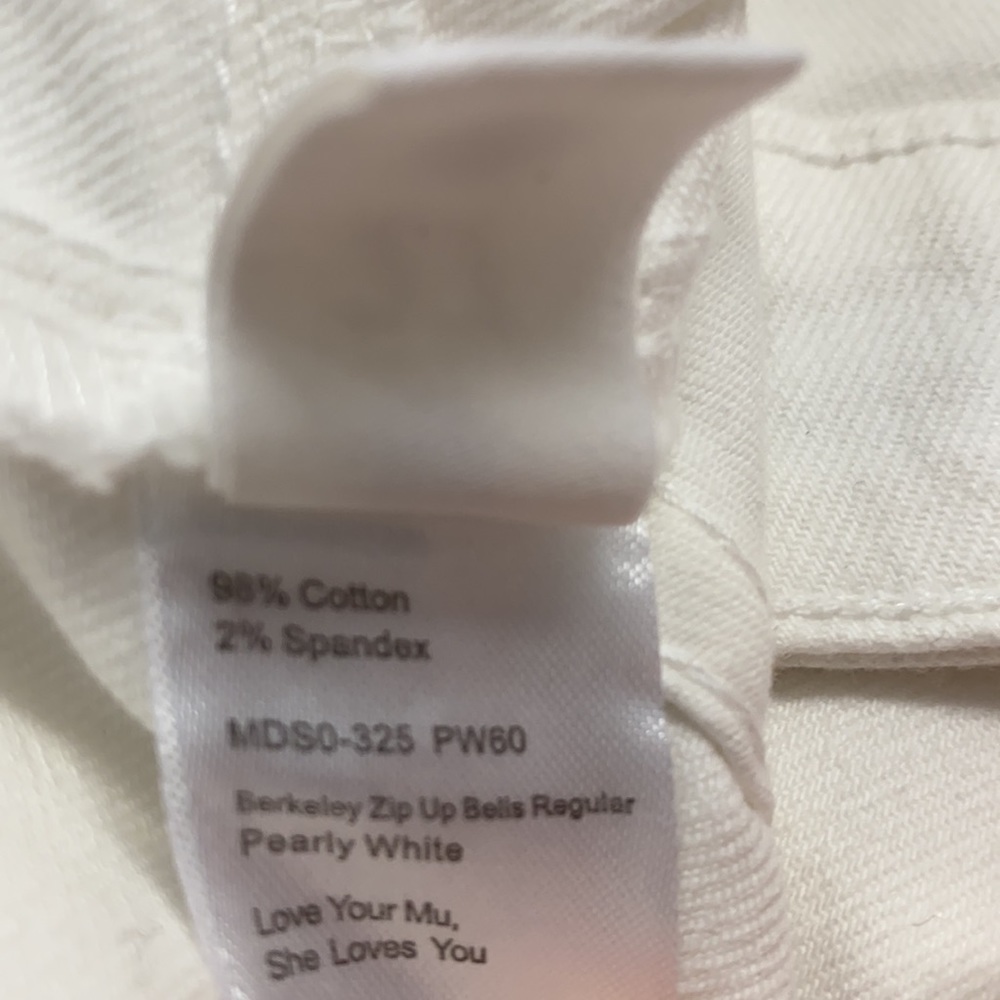 98% Cotton
2% Spandex
MDS0-325 PW60
Berkeley Zip Up Bells Regular
Pearly White
Love Your Mu,
She Loves You